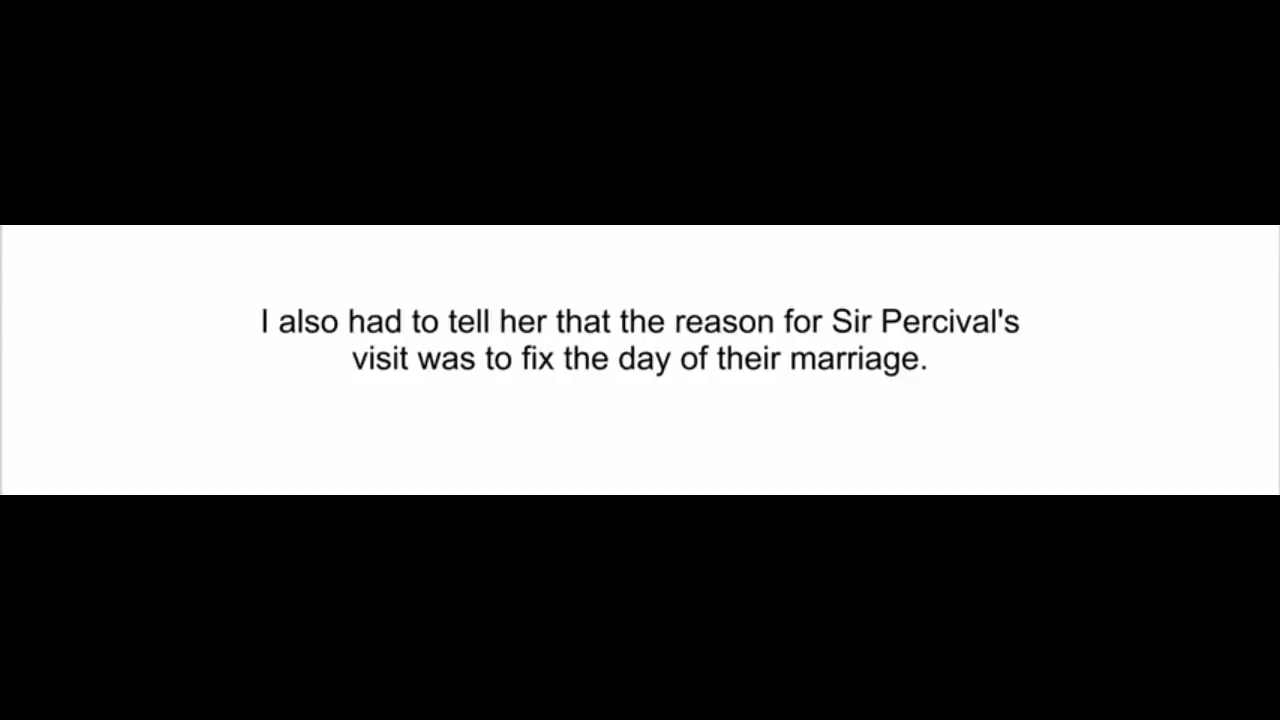 I also had to tell her that the reason for Sir Percival's
visit was to fix the day of their marriage.